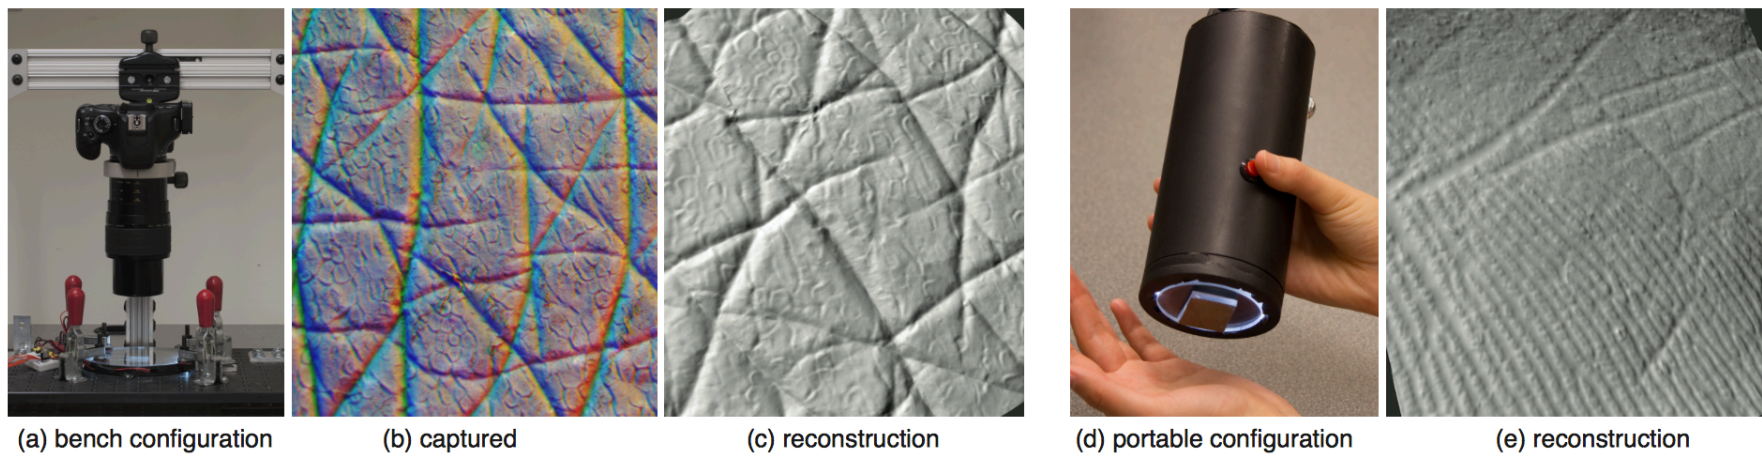 (a) bench configuration
(b) captured
(c) reconstruction
(d) portable configuration
(e) reconstruction